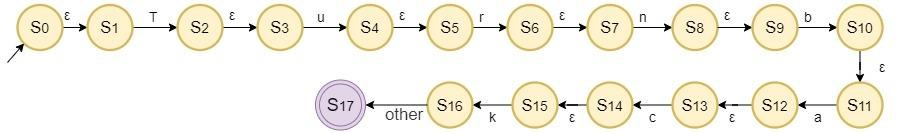 ε T ε u ε r ε n ε b
S0 S1 S2 S3 S4 S5 S6 S7 S8 S9 S10
ε
S17 S16 S15 S14 S13 S12 S11
other k ε c ε a